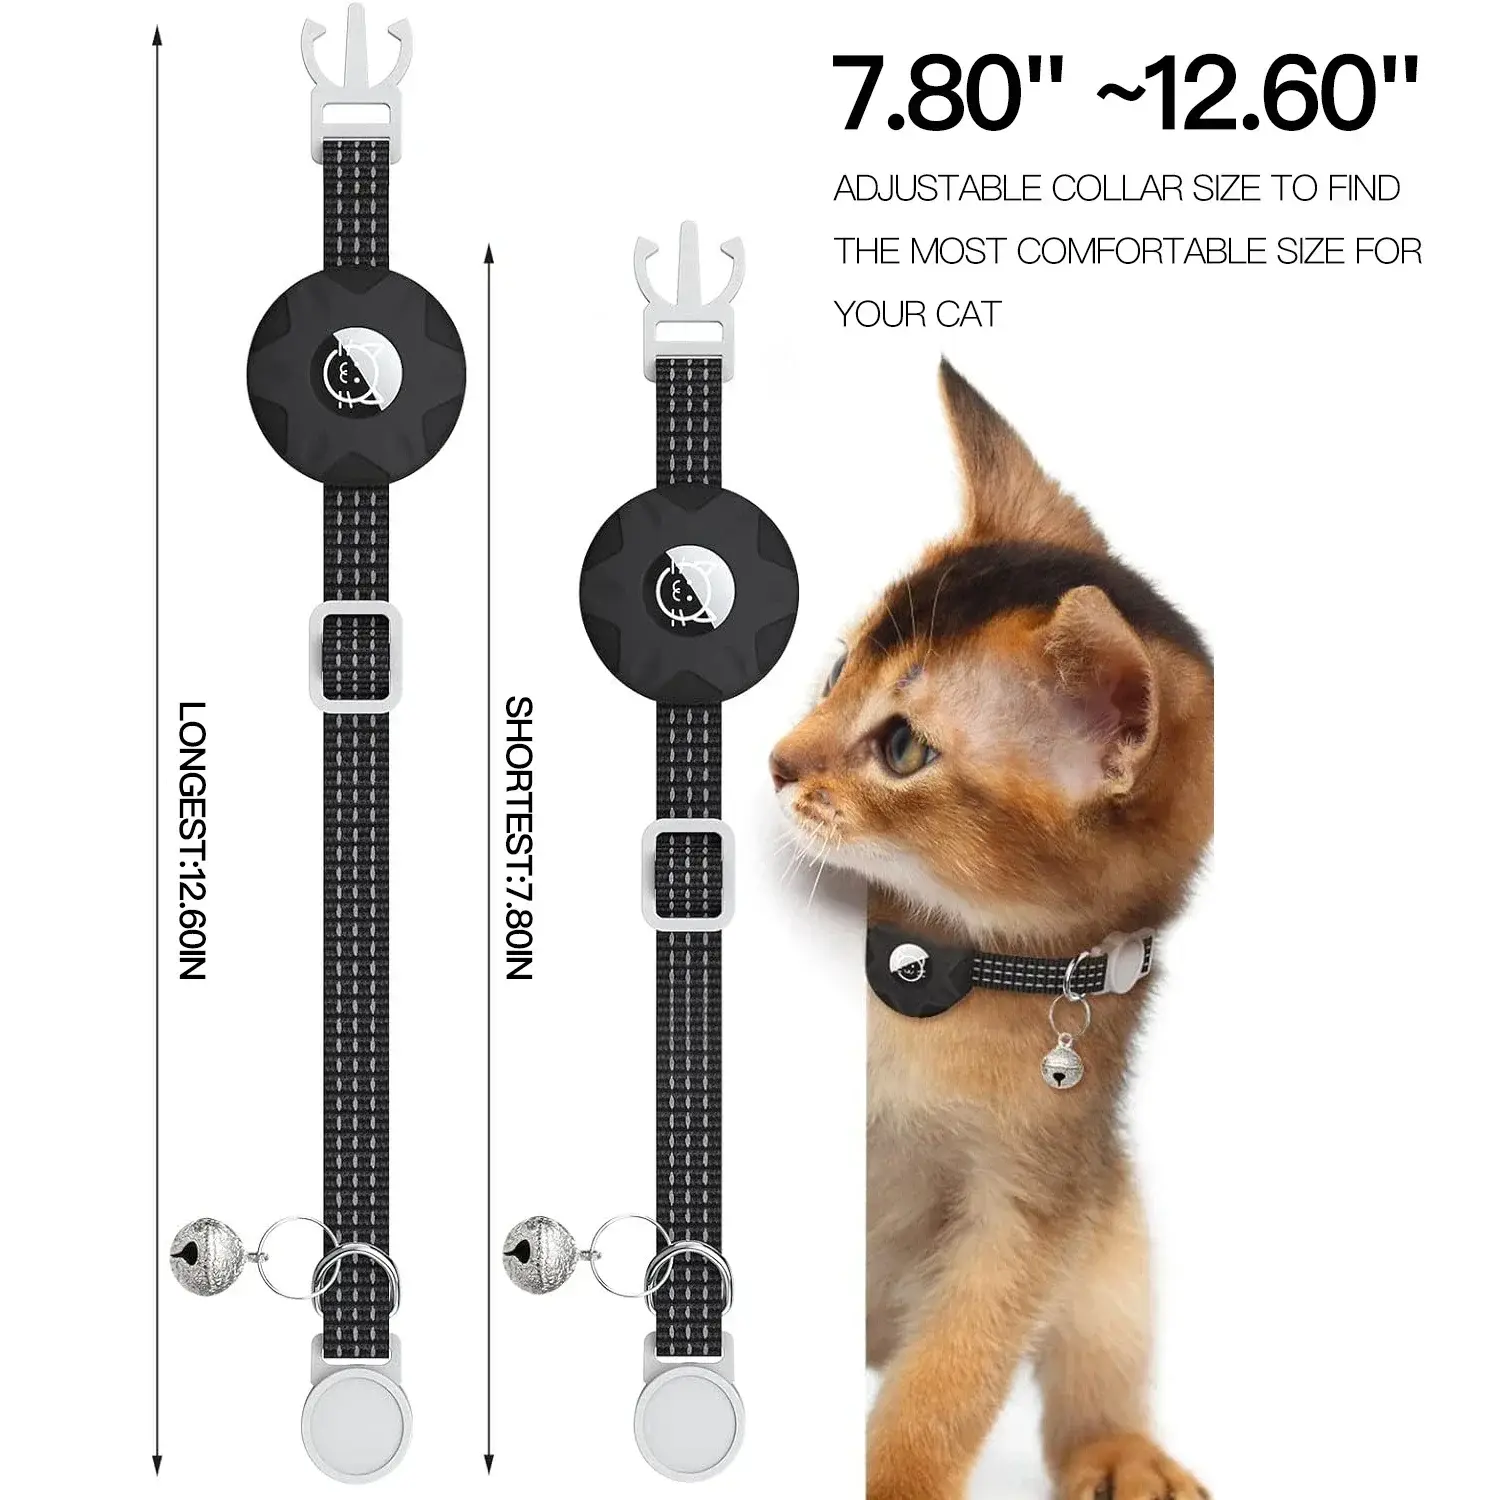 7.80" ~12.60"
ADJUSTABLE COLLAR SIZE TO FIND
THE MOST COMFORTABLE SIZE FOR
YOUR CAT
LONGEST:12.60IN
SHORTEST:7.80IN